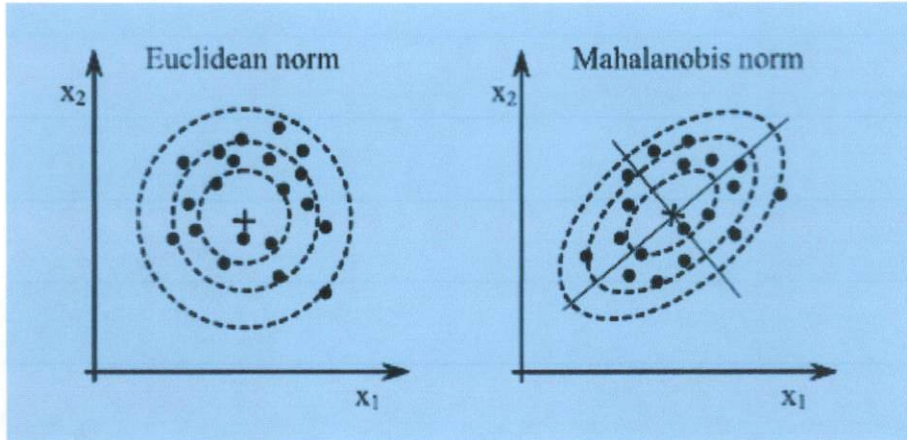 Euclidean norm
x₂
x₁
Mahalanobis norm
x₂
x₁